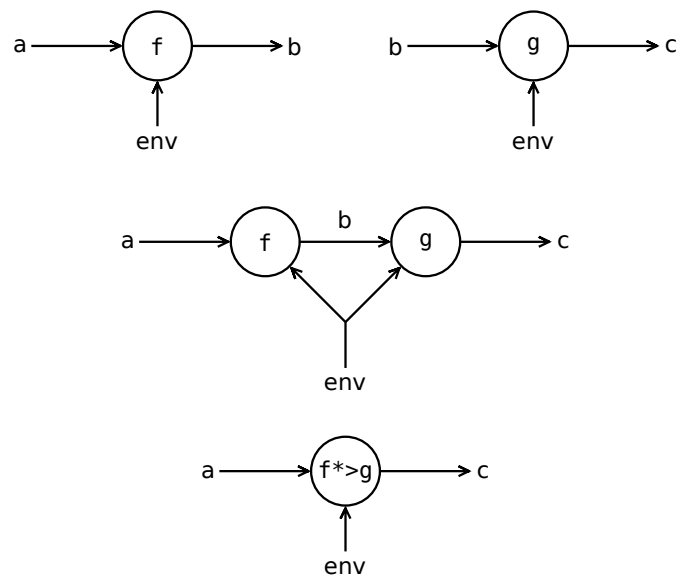 a f b b g c
env env
b
a f g c
env
a f*>g c
env